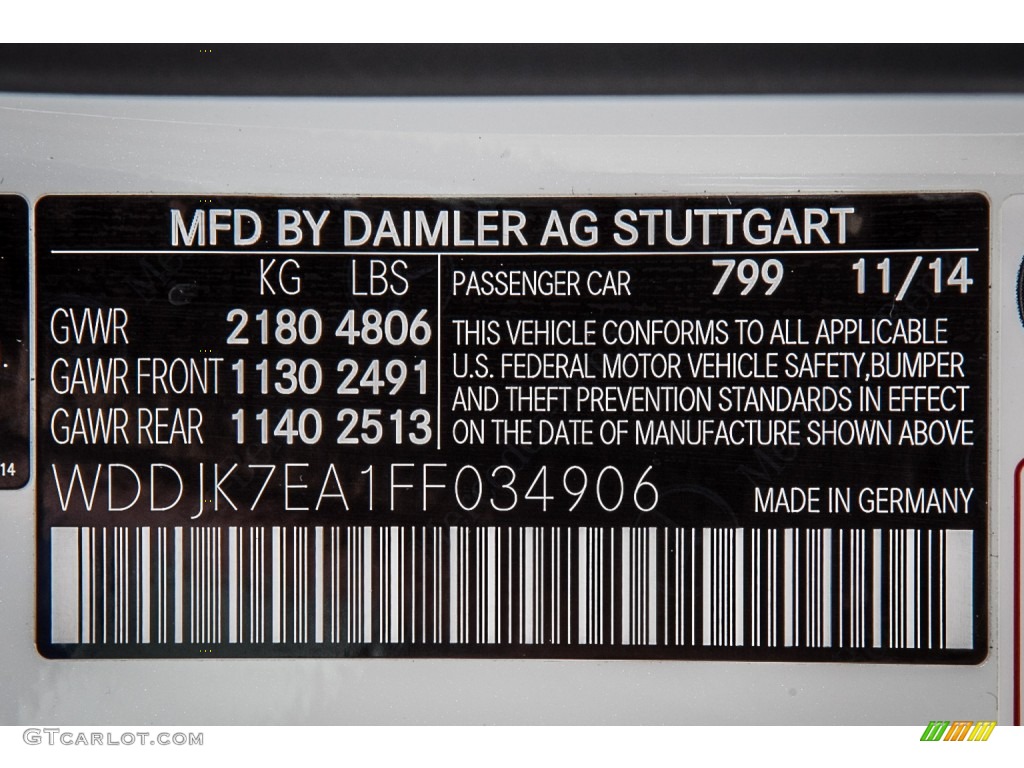 MFD BY DAIMLER AG STUTTGART
KG LBS
GVWR 2180 4806
GAWR FRONT 1130 2491
GAWR REAR 1140 2513
PASSENGER CAR 799 11/14
THIS VEHICLE CONFORMS TO ALL APPLICABLE
U.S. FEDERAL MOTOR VEHICLE SAFETY,BUMPER
AND THEFT PREVENTION STANDARDS IN EFFECT
ON THE DATE OF MANUFACTURE SHOWN ABOVE
WDDJK7EA1FF034906
MADE IN GERMANY
14
GTCARLOT.COM